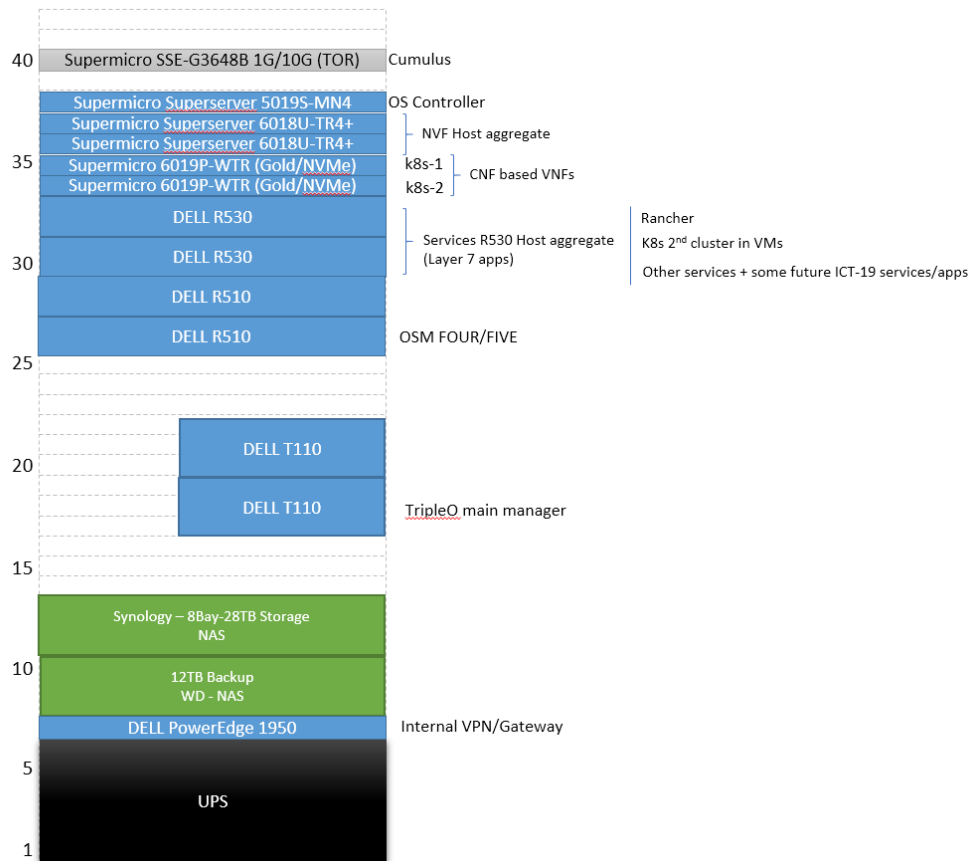 40
Supermicro SSE-G3648B 1G/10G (TOR)
Cumulus
Supermicro Superserver 5019S-MN4
OS Controller
Supermicro Superserver 6018U-TR4+
NVF Host aggregate
Supermicro Superserver 6018U-TR4+
35
Supermicro 6019P-WTR (Gold/NVMe)
k8s-1
CNF based VNFs
Supermicro 6019P-WTR (Gold/NVMe)
k8s-2
DELL R530
Rancher
Services R530 Host aggregate
(Layer 7 apps)
K8s 2nd cluster in VMs
30
DELL R530
Other services + some future ICT-19 services/apps
DELL R510
DELL R510
OSM FOUR/FIVE
25
DELL T110
20
DELL T110
TripleO main manager
15
Synology – 8Bay-28TB Storage
NAS
10
12TB Backup
WD - NAS
DELL PowerEdge 1950
Internal VPN/Gateway
5
UPS
1